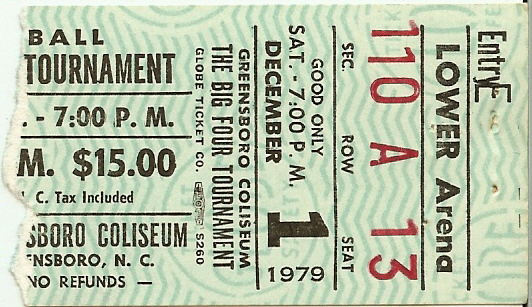 BALL
TOURNAMENT
. - 7:00 P. M.
M. $15.00
. C. Tax Included
SBORO COLISEUM
ENSBORO, N. C.
NO REFUNDS —
GLOBE TICKET CO. S260
THE BIG FOUR TOURNAMENT
GREENSBORO COLISEUM
DECEMBER 1 1979
SAT. - 7:00 P. M.
GOOD ONLY
SEC. ROW SEAT
110 A 13
LOWER Arena
Entry E